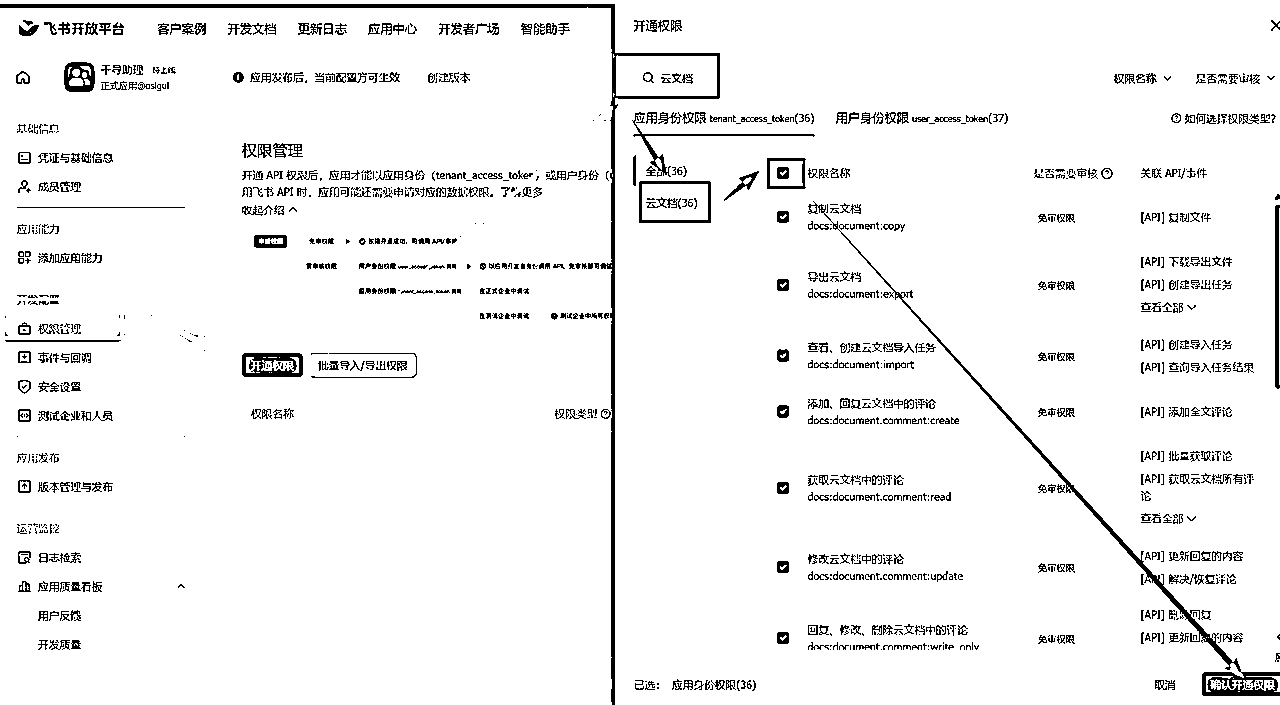 飞书开放平台
客户案例
开发文档
更新日志
应用中心
开发者广场
智能助手
干导助理 待上线
正式应用@aslgul
应用发布后，当前配置方可生效
创建版本
基础信息
凭证与基础信息
成员管理
应用能力
添加应用能力
开发配置
权限管理
事件与回调
安全设置
测试企业和人员
应用发布
版本管理与发布
运营监控
日志检索
应用质量看板
用户反馈
开发质量
权限管理
开通 API 权限后，应用才能以应用身份（tenant_access_token）或用户身份（
用飞书 API 时，应用可能还需要申请对应的数据权限。了解更多
收起介绍
申请权限
免审权限
需审核权限
开通权限
批量导入/导出权限
权限名称
权限类型
开通权限
云文档
权限名称
是否需要审核
应用身份权限 tenant_access_token(36)
用户身份权限 user_access_token(37)
如何选择权限类型?
全部(36)
云文档(36)
权限名称
是否需要审核
关联 API/事件
复制云文档
docs:document:copy
免审权限
[API] 复制文件
导出云文档
docs:document:export
免审权限
[API] 下载导出文件
[API] 创建导出任务
查看全部
查看、创建云文档导入任务
docs:document:import
免审权限
[API] 创建导入任务
[API] 查询导入任务结果
添加、回复云文档中的评论
docs:document.comment:create
免审权限
[API] 添加全文评论
获取云文档中的评论
docs:document.comment:read
免审权限
[API] 批量获取评论
[API] 获取云文档所有评
论
查看全部
修改云文档中的评论
docs:document.comment:update
免审权限
[API] 更新回复的内容
[API] 解决/恢复评论
回复、修改、删除云文档中的评论
docs:document.comment:write_only
免审权限
[API] 删除回复
[API] 更新回复的内容
已选： 应用身份权限(36)
取消
确认开通权限